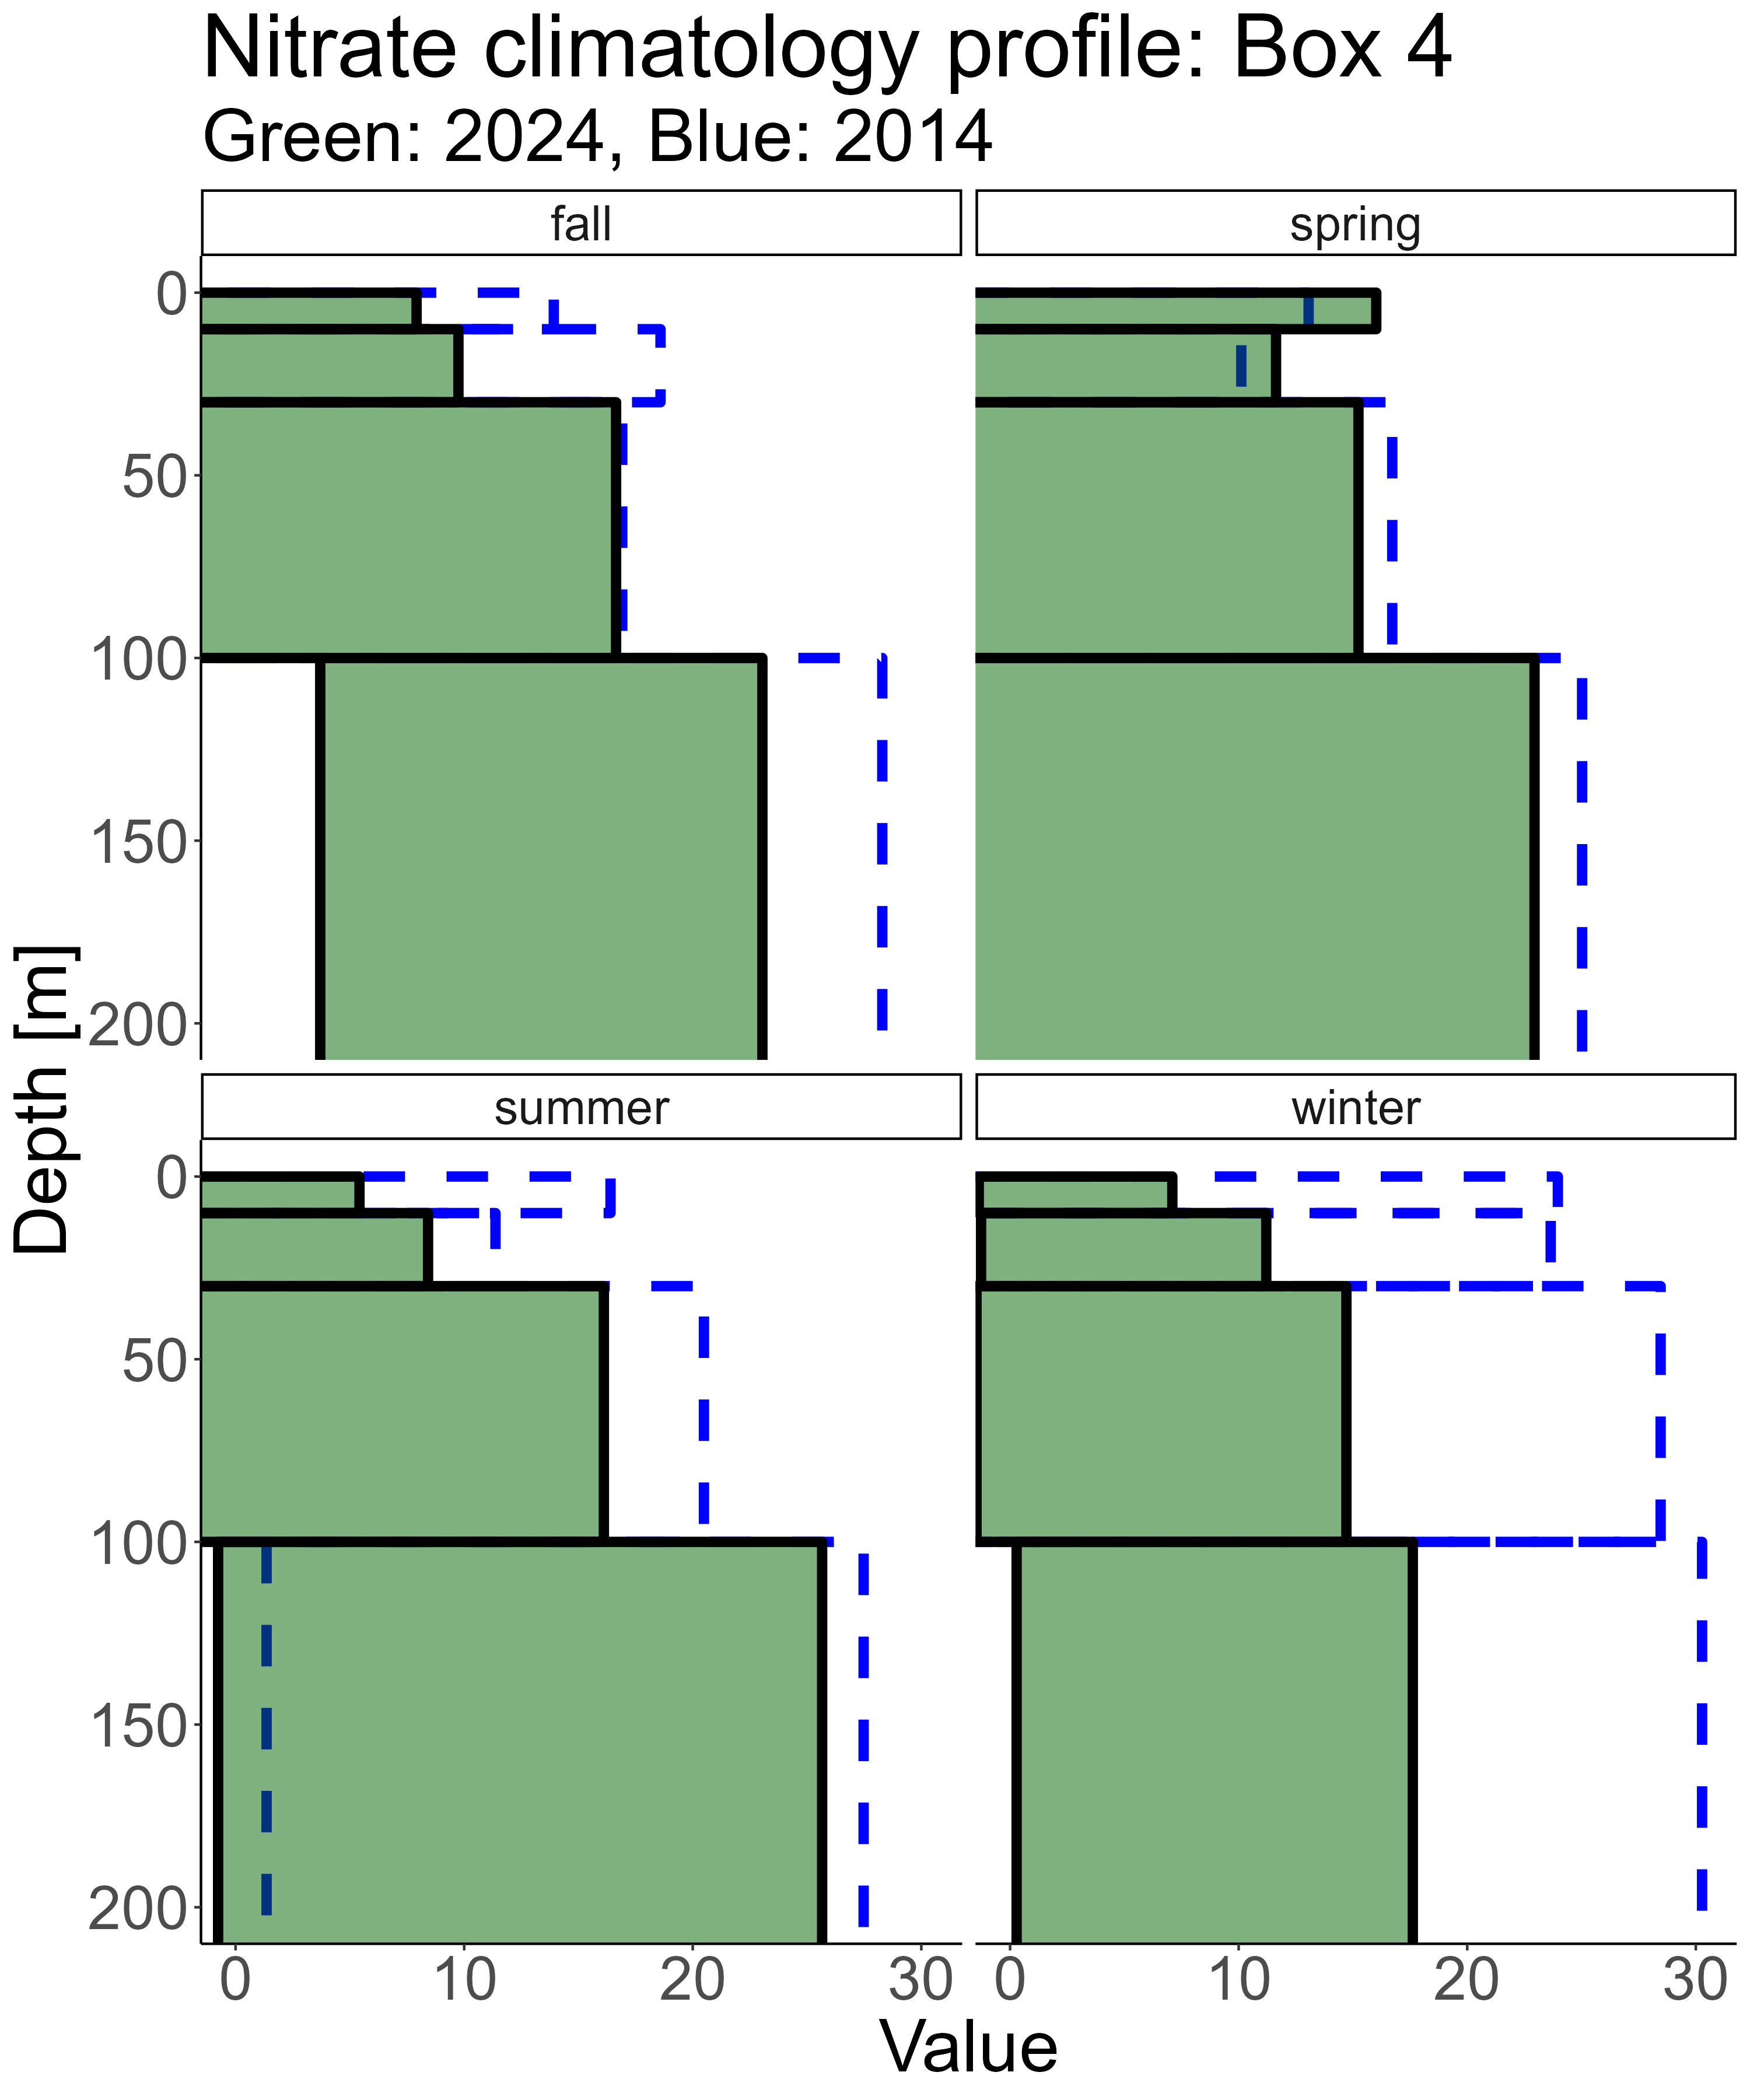 Nitrate climatology profile: Box 4
Green: 2024, Blue: 2014
fall
spring
0
50
100
150
200
summer
winter
0
50
100
150
200
0
10
20
30
0
10
20
30
Depth [m]
Value